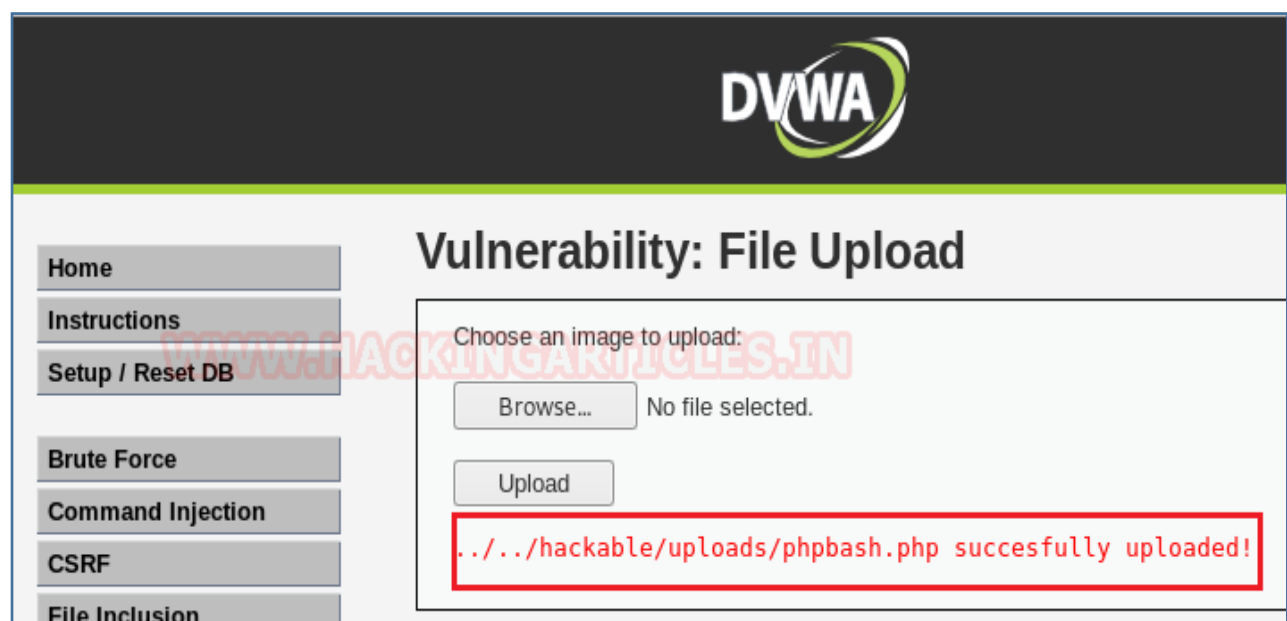 DVWA
Vulnerability: File Upload
Home
Instructions
Setup / Reset DB
Brute Force
Command Injection
CSRF
File Inclusion
Choose an image to upload:
Browse... No file selected.
Upload
../../hackable/uploads/phpbash.php succesfully uploaded!
WWW.HACKINGARTICLES.IN